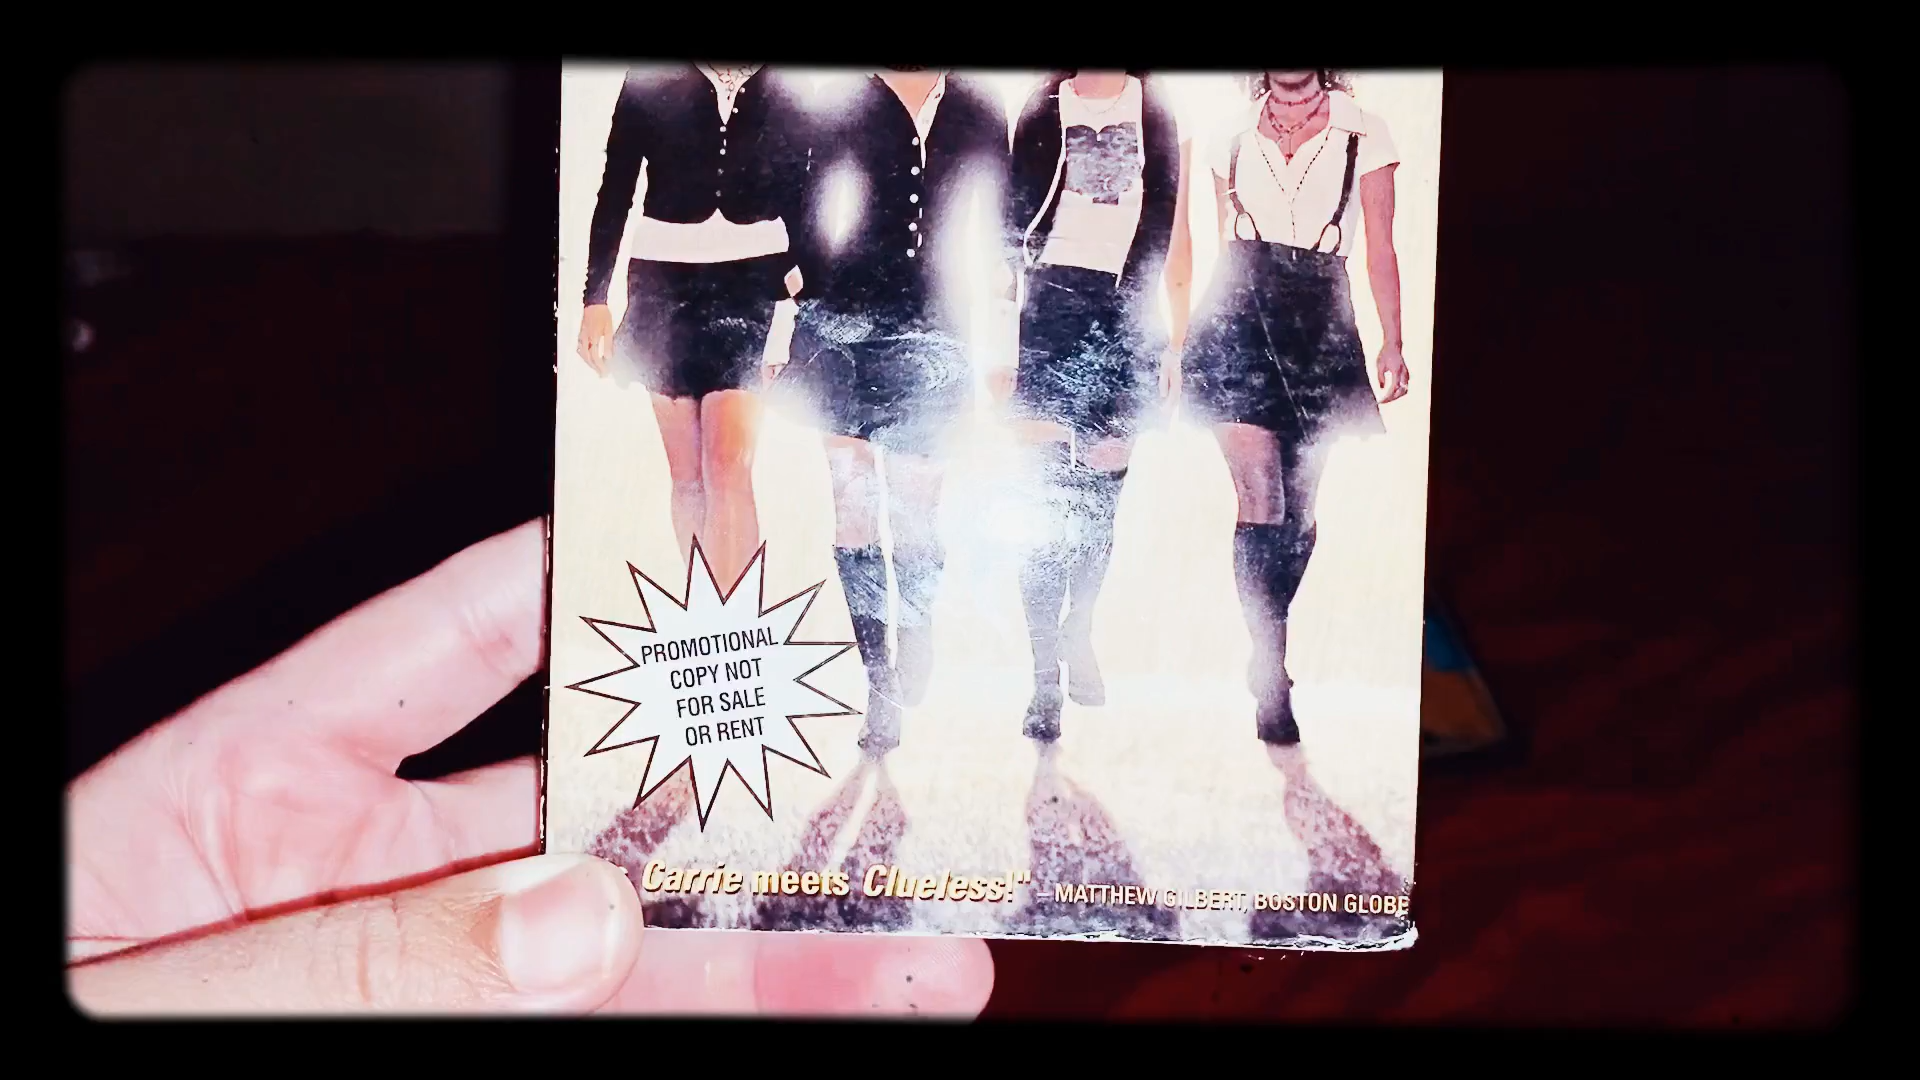 PROMOTIONAL
COPY NOT
FOR SALE
OR RENT
Carrie meets Clueless!" – MATTHEW GILBERT, BOSTON GLOBE